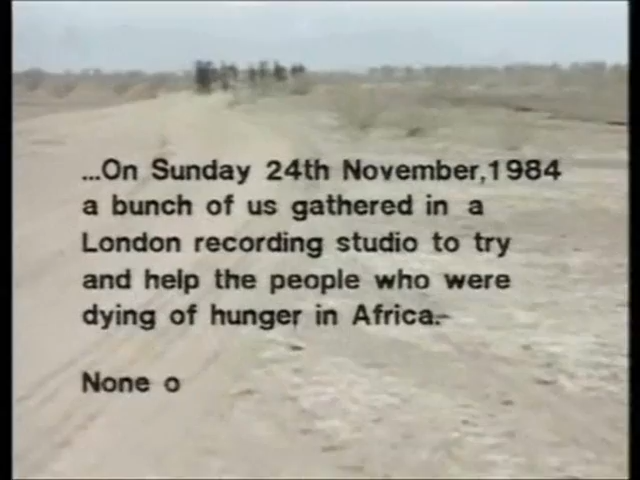 ...On Sunday 24th November,1984
a bunch of us gathered in a
London recording studio to try
and help the people who were
dying of hunger in Africa.-
None o